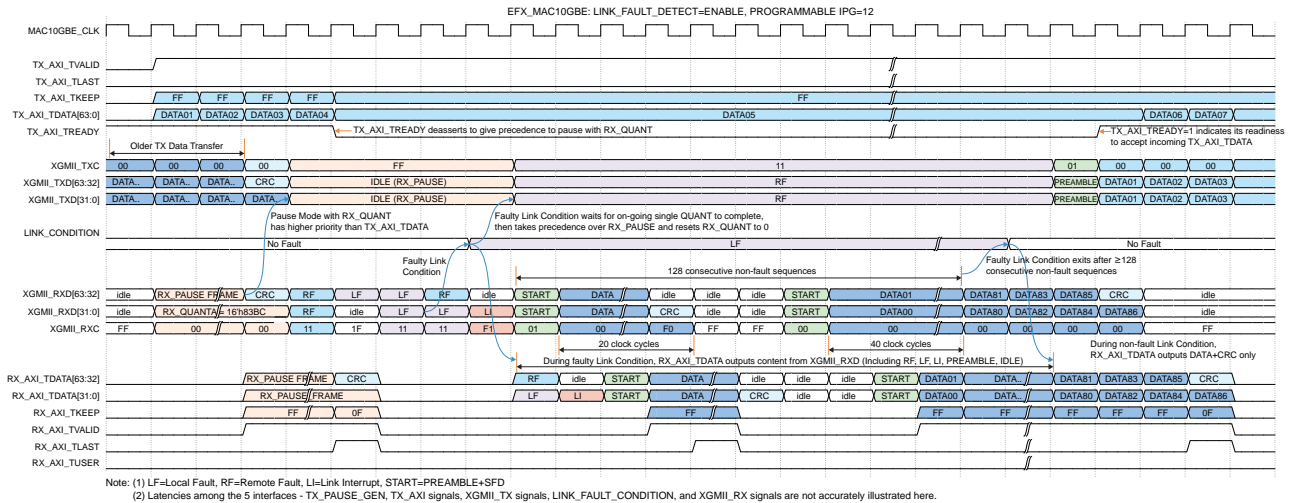 EFX_MAC10GBE: LINK_FAULT_DETECT=ENABLE, PROGRAMMABLE IPG=12
MAC10GBE_CLK
TX_AXI_TVALID
TX_AXI_TLAST
TX_AXI_TKEEP FF FF FF FF FF
TX_AXI_TDATA[63:0] DATA01 DATA02 DATA03 DATA04 DATA05 DATA06 DATA07
TX_AXI_TREADY TX_AXI_TREADY deasserts to give precedence to pause with RX_QUANT TX_AXI_TREADY=1 indicates its readiness
to accept incoming TX_AXI_TDATA
Older TX Data Transfer
XGMII_TXC 00 00 00 00 FF 11 01 00 00 00
XGMII_TXD[63:32] DATA.. DATA.. DATA.. CRC IDLE (RX_PAUSE) RF PREAMBLE DATA01 DATA02 DATA03
XGMII_TXD[31:0] DATA.. DATA.. DATA.. DATA.. IDLE (RX_PAUSE) RF PREAMBLE DATA01 DATA02 DATA03
Pause Mode with RX_QUANT
has higher priority than TX_AXI_TDATA
Faulty Link Condition waits for on-going single QUANT to complete,
then takes precedence over RX_PAUSE and resets RX_QUANT to 0
LINK_CONDITION No Fault LF No Fault
Faulty Link
Condition
Faulty Link Condition exits after ≥128
consecutive non-fault sequences
128 consecutive non-fault sequences
XGMII_RXD[63:32] idle RX_PAUSE FRAME CRC RF LF LF RF idle START DATA idle idle idle START DATA01 DATA81 DATA83 DATA85 CRC idle
XGMII_RXD[31:0] idle RX_QUANTA = 16'h83BC RF idle LF LF LI START DATA CRC idle idle START DATA00 DATA80 DATA82 DATA84 DATA86 idle
XGMII_RXC FF 00 00 11 1F 11 11 F1 01 00 F0 FF FF 00 00 00 00 00 00 FF
20 clock cycles 40 clock cycles
During non-fault Link Condition,
RX_AXI_TDATA outputs DATA+CRC only
During faulty Link Condition, RX_AXI_TDATA outputs content from XGMII_RXD (Including RF, LF, LI, PREAMBLE, IDLE)
RX_AXI_TDATA[63:32] RX_PAUSE FRAME CRC RF idle START DATA idle idle idle START DATA01 DATA.. DATA81 DATA83 DATA85 CRC
RX_AXI_TDATA[31:0] RX_PAUSE FRAME LF LI START DATA CRC idle idle START DATA00 DATA.. DATA80 DATA82 DATA84 DATA86
RX_AXI_TKEEP FF 0F FF FF FF FF FF FF 0F
RX_AXI_TVALID
RX_AXI_TLAST
RX_AXI_TUSER
Note: (1) LF=Local Fault, RF=Remote Fault, LI=Link Interrupt, START=PREAMBLE+SFD
(2) Latencies among the 5 interfaces - TX_PAUSE_GEN, TX_AXI signals, XGMII_TX signals, LINK_FAULT_CONDITION, and XGMII_RX signals are not accurately illustrated here.